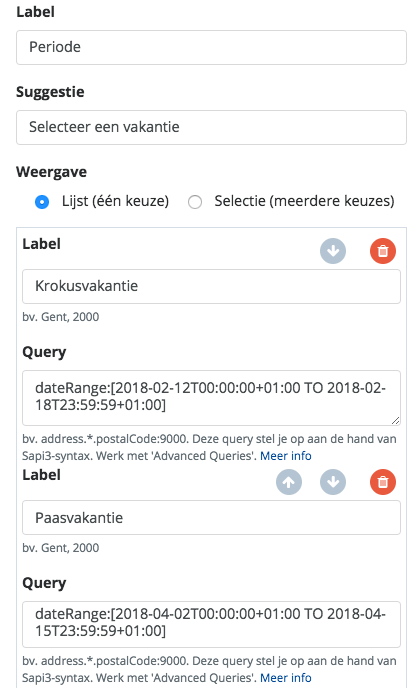 Label
Periode
Suggestie
Selecteer een vakantie
Weergave
Lijst (één keuze) Selectie (meerdere keuzes)
Label
Krokusvakantie
bv. Gent, 2000
Query
dateRange:[2018-02-12T00:00:00+01:00 TO 2018-02-
18T23:59:59+01:00]
bv. address.*.postalCode:9000. Deze query stel je op aan de hand van
Sapi3-syntax. Werk met 'Advanced Queries'. Meer info
Label
Paasvakantie
bv. Gent, 2000
Query
dateRange:[2018-04-02T00:00:00+01:00 TO 2018-04-
15T23:59:59+01:00]
bv. address.*.postalCode:9000. Deze query stel je op aan de hand van
Sapi3-syntax. Werk met 'Advanced Queries'. Meer info